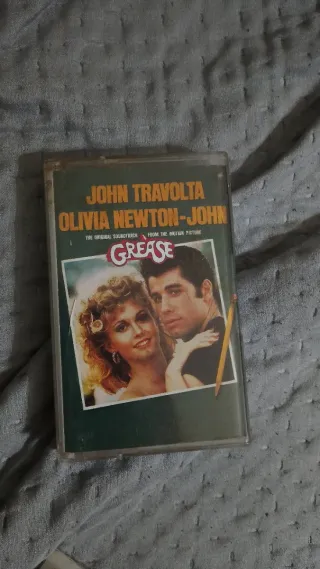 JOHN TRAVOLTA
OLIVIA NEWTON-JOHN
THE ORIGINAL SOUNDTRACK FROM THE MOTION PICTURE
GREASE